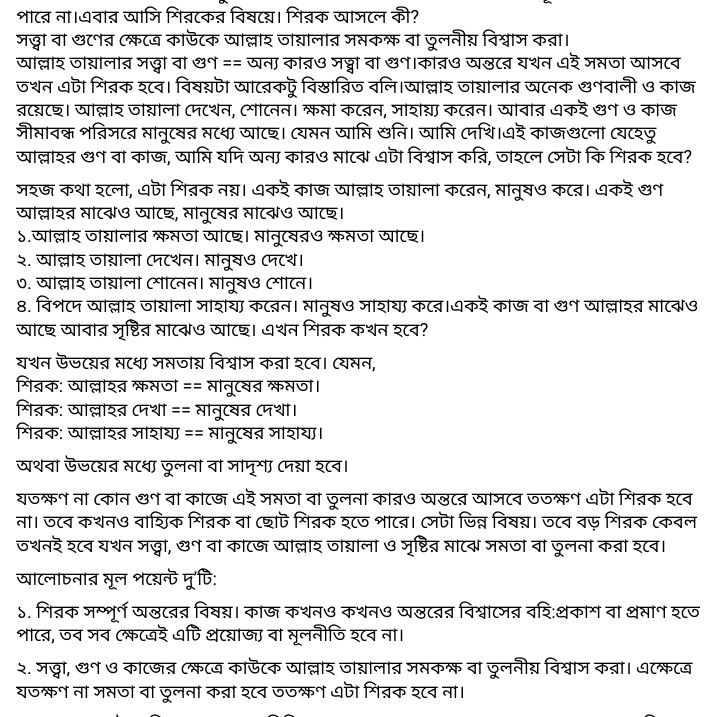 পারে না।এবার আসি শিরকের বিষয়ে। শিরক আসলে কী?
সত্ত্বা বা গুণের ক্ষেত্রে কাউকে আল্লাহ তায়ালার সমকক্ষ বা তুলনীয় বিশ্বাস করা।
আল্লাহ তায়ালার সত্ত্বা বা গুণ == অন্য কারও সত্ত্বা বা গুণ।কারও অন্তরে যখন এই সমতা আসবে
তখন এটা শিরক হবে। বিষয়টা আরেকটু বিস্তারিত বলি।আল্লাহ তায়ালার অনেক গুণবালী ও কাজ
রয়েছে। আল্লাহ তায়ালা দেখেন, শোনেন। ক্ষমা করেন, সাহায্য করেন। আবার একই গুণ ও কাজ
সীমাবন্ধ পরিসরে মানুষের মধ্যে আছে। যেমন আমি শুনি। আমি দেখি।এই কাজগুলো যেহেতু
আল্লাহর গুণ বা কাজ, আমি যদি অন্য কারও মাঝে এটা বিশ্বাস করি, তাহলে সেটা কি শিরক হবে?
সহজ কথা হলো, এটা শিরক নয়। একই কাজ আল্লাহ তায়ালা করেন, মানুষও করে। একই গুণ
আল্লাহর মাঝেও আছে, মানুষের মাঝেও আছে।
১.আল্লাহ তায়ালার ক্ষমতা আছে। মানুষেরও ক্ষমতা আছে।
২. আল্লাহ তায়ালা দেখেন। মানুষও দেখে।
৩. আল্লাহ তায়ালা শোনেন। মানুষও শোনে।
৪. বিপদে আল্লাহ তায়ালা সাহায্য করেন। মানুষও সাহায্য করে।একই কাজ বা গুণ আল্লাহর মাঝেও
আছে আবার সৃষ্টির মাঝেও আছে। এখন শিরক কখন হবে?
যখন উভয়ের মধ্যে সমতায় বিশ্বাস করা হবে। যেমন,
শিরক: আল্লাহর ক্ষমতা == মানুষের ক্ষমতা।
শিরক: আল্লাহর দেখা == মানুষের দেখা।
শিরক: আল্লাহর সাহায্য == মানুষের সাহায্য।
অথবা উভয়ের মধ্যে তুলনা বা সাদৃশ্য দেয়া হবে।
যতক্ষণ না কোন গুণ বা কাজে এই সমতা বা তুলনা কারও অন্তরে আসবে ততক্ষণ এটা শিরক হবে
না। তবে কখনও বাহ্যিক শিরক বা ছোট শিরক হতে পারে। সেটা ভিন্ন বিষয়। তবে বড় শিরক কেবল
তখনই হবে যখন সত্ত্বা, গুণ বা কাজে আল্লাহ তায়ালা ও সৃষ্টির মাঝে সমতা বা তুলনা করা হবে।
আলোচনার মূল পয়েন্ট দু'টি:
১. শিরক সম্পূর্ণ অন্তরের বিষয়। কাজ কখনও কখনও অন্তরের বিশ্বাসের বহি:প্রকাশ বা প্রমাণ হতে
পারে, তব সব ক্ষেত্রেই এটি প্রয়োজ্য বা মূলনীতি হবে না।
২. সত্ত্বা, গুণ ও কাজের ক্ষেত্রে কাউকে আল্লাহ তায়ালার সমকক্ষ বা তুলনীয় বিশ্বাস করা। এক্ষেত্রে
যতক্ষণ না সমতা বা তুলনা করা হবে ততক্ষণ এটা শিরক হবে না।